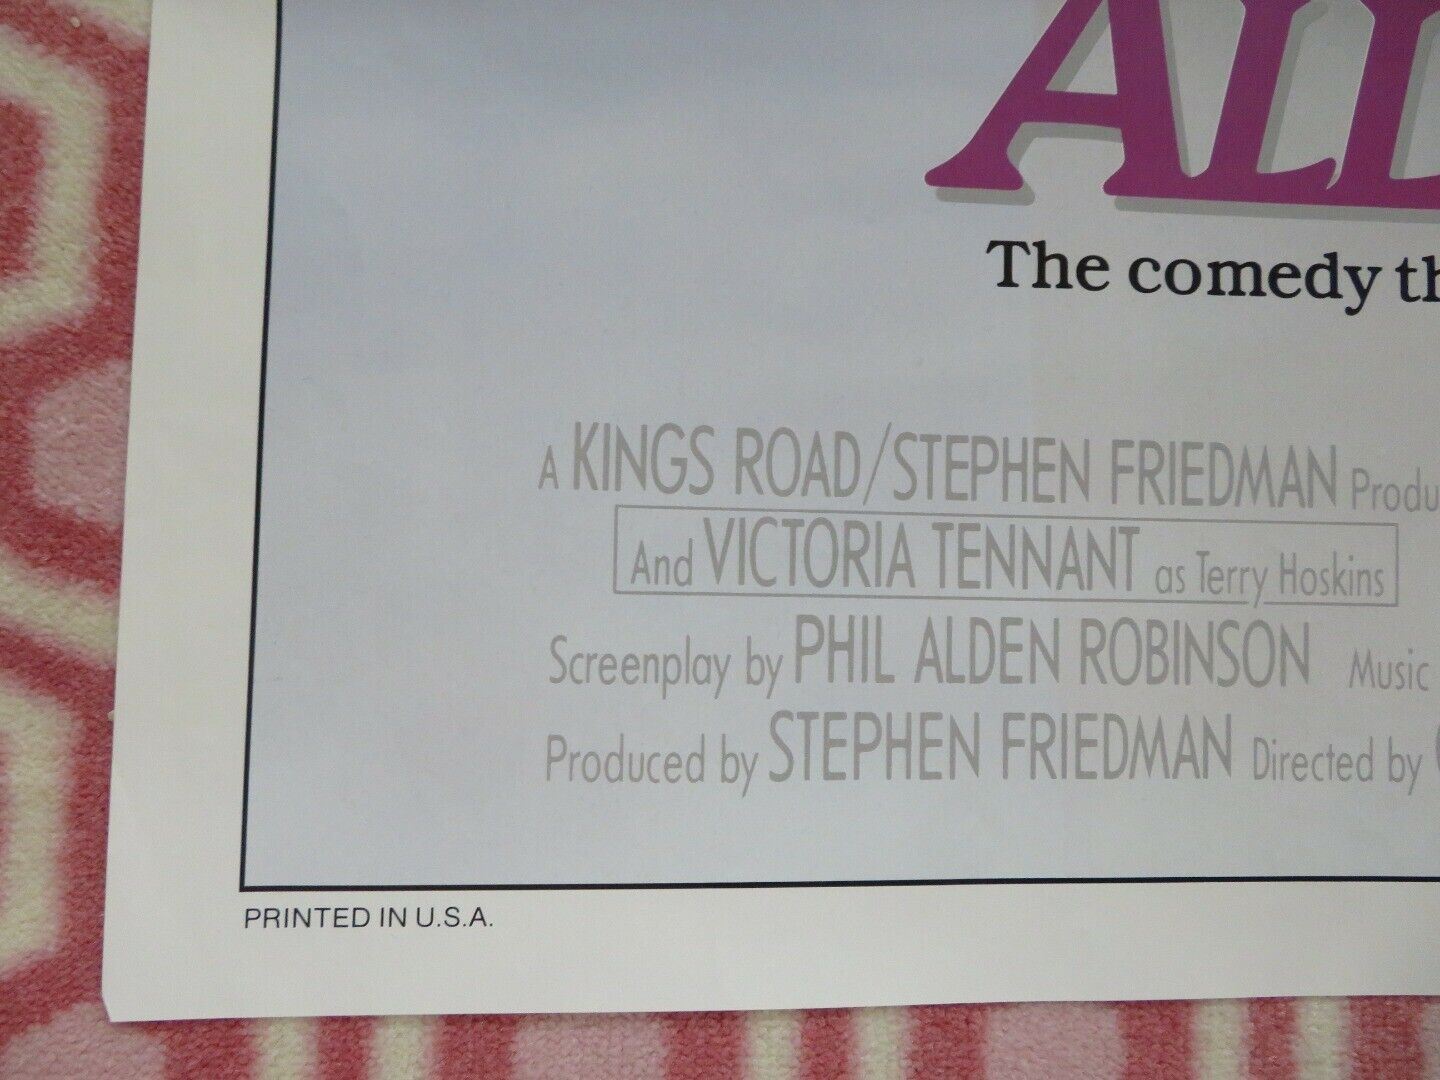 ALL
The comedy th
A KINGS ROAD/STEPHEN FRIEDMAN Produ
And VICTORIA TENNANT as Terry Hoskins
Screenplay by PHIL ALDEN ROBINSON Music
Produced by STEPHEN FRIEDMAN Directed by
PRINTED IN U.S.A.